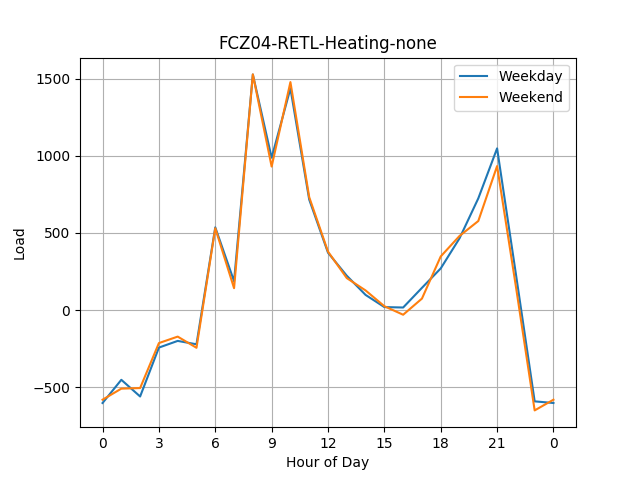 FCZ04-RETL-Heating-none
Weekday
Weekend
1500
1000
500
0
−500
Load
0 3 6 9 12 15 18 21 0
Hour of Day